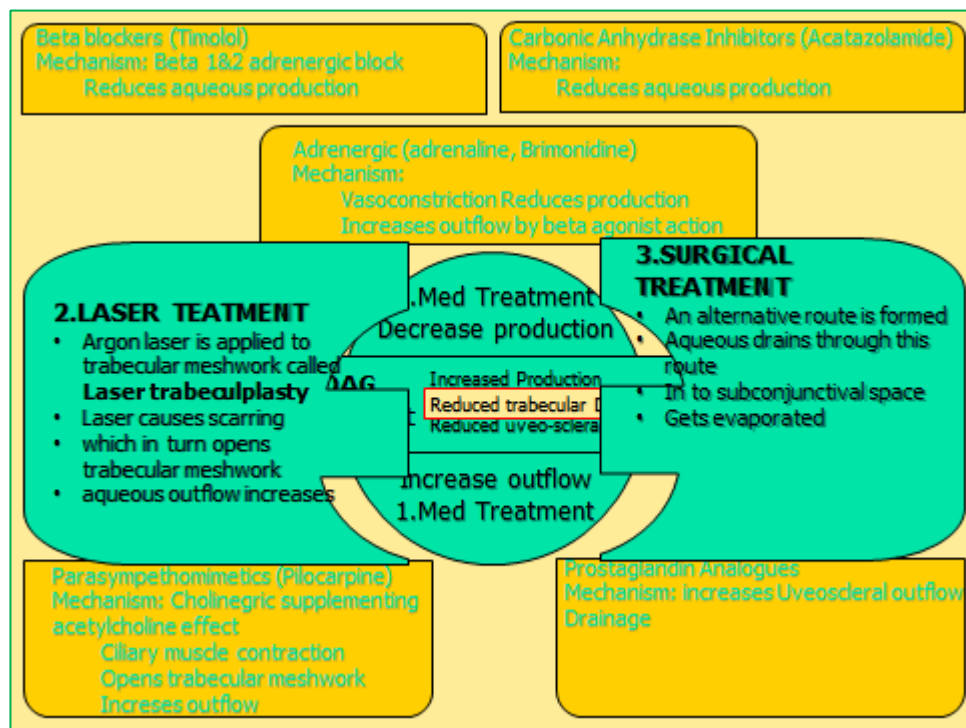 Beta blockers (Timolol)
Mechanism: Beta 1&2 adrenergic block
Reduces aqueous production
Carbonic Anhydrase Inhibitors (Acatazolamide)
Mechanism:
Reduces aqueous production
Adrenergic (adrenaline, Brimonidine)
Mechanism:
Vasoconstriction Reduces production
Increases outflow by beta agonist action
2.LASER TEATMENT
• Argon laser is applied to
trabecular meshwork called
Laser trabeculplasty
• Laser causes scarring
• which in turn opens
trabecular meshwork
• aqueous outflow increases
.Med Treatment
Decrease production
Increased Production
Reduced trabecular
Reduced uveo-scleral
Increase outflow
1.Med Treatment
3.SURGICAL
TREATMENT
• An alternative route is formed
• Aqueous drains through this
route
• In to subconjunctival space
• Gets evaporated
Parasympethomimetics (Pilocarpine)
Mechanism: Cholinegric supplementing
acetylcholine effect
Ciliary muscle contraction
Opens trabecular meshwork
Increses outflow
Prostaglandin Analogues
Mechanism: increases Uveoscleral outflow
Drainage